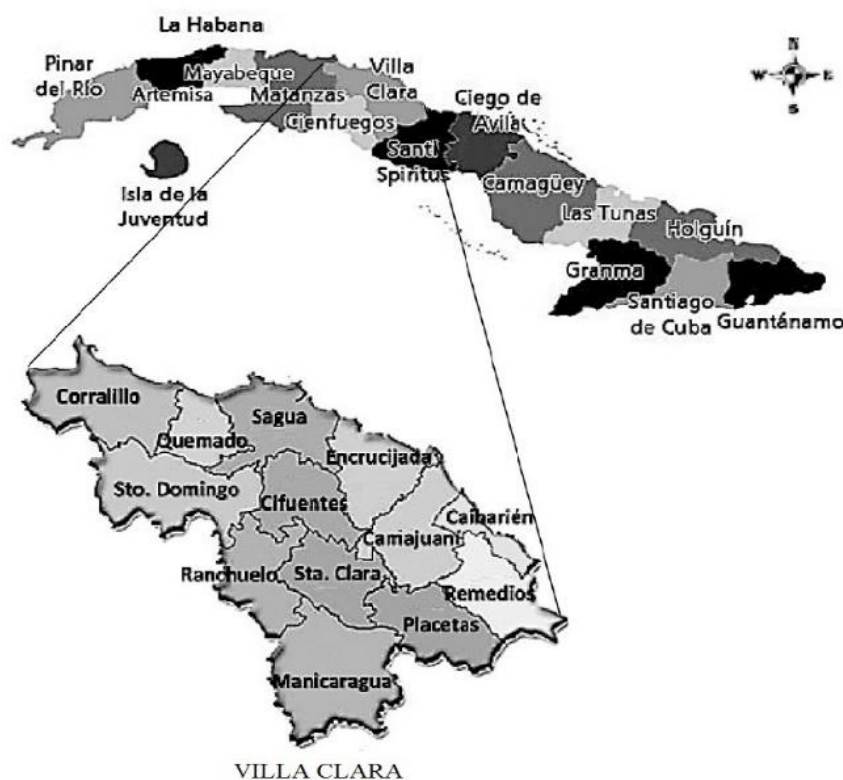 La Habana
Pinar
del Río
Artemisa
Mayabeque
Matanzas
Villa
Clara
Cienfuegos
Santi
Spiritus
Ciego de
Avila
Isla de la
Juventud
Camagüey
Las Tunas
Holguín
Granma
Santiago
de Cuba
Guantánamo
N
W
E
S
Corralillo
Quemado
Sagua
Encrucijada
Sto. Domingo
Cifuentes
Camajuaní
Caibarién
Ranchuelo
Sta. Clara
Remedios
Placetas
Manicaragua
VILLA CLARA